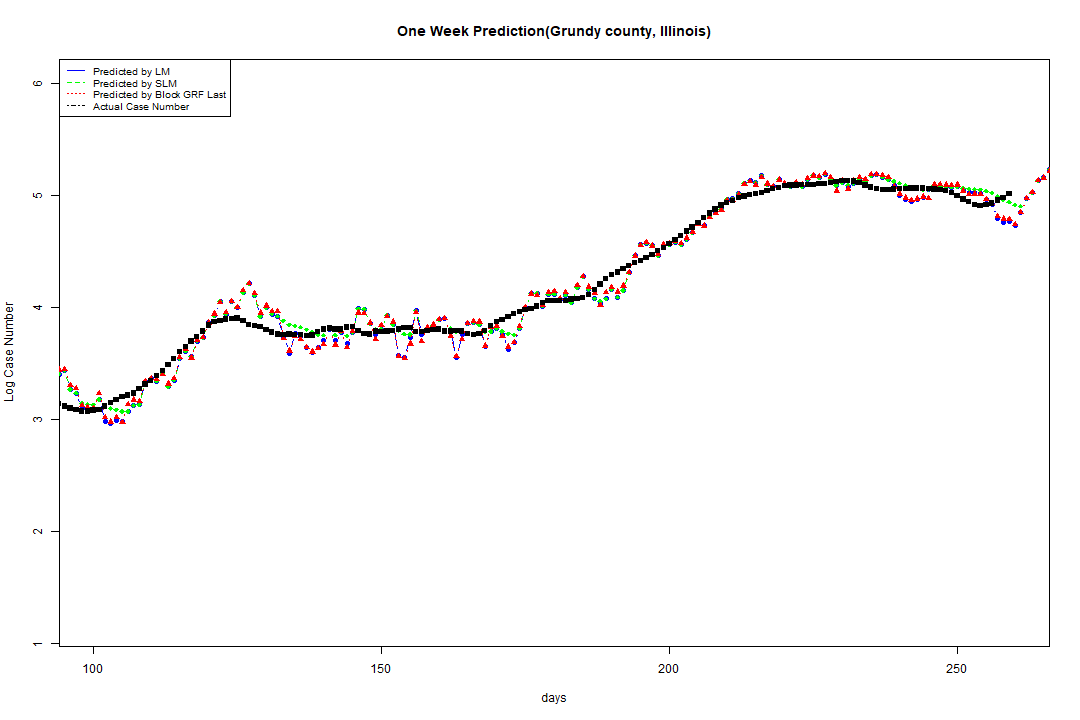 One Week Prediction(Grundy county, Illinois)
Predicted by LM
Predicted by SLM
Predicted by Block GRF Last
Actual Case Number
6
5
4
3
2
1
Log Case Number
100 150 200 250
days